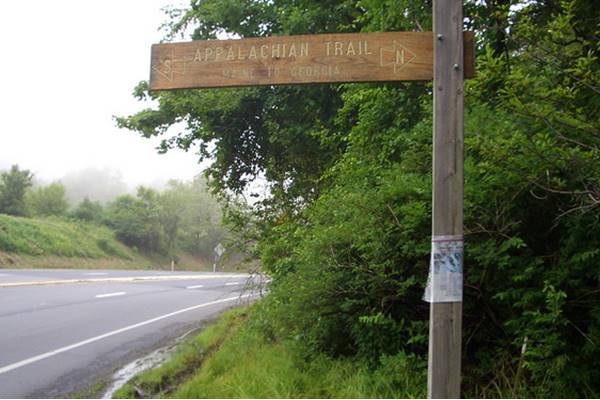 S APPALACHIAN TRAIL N
MAINE TO GEORGIA